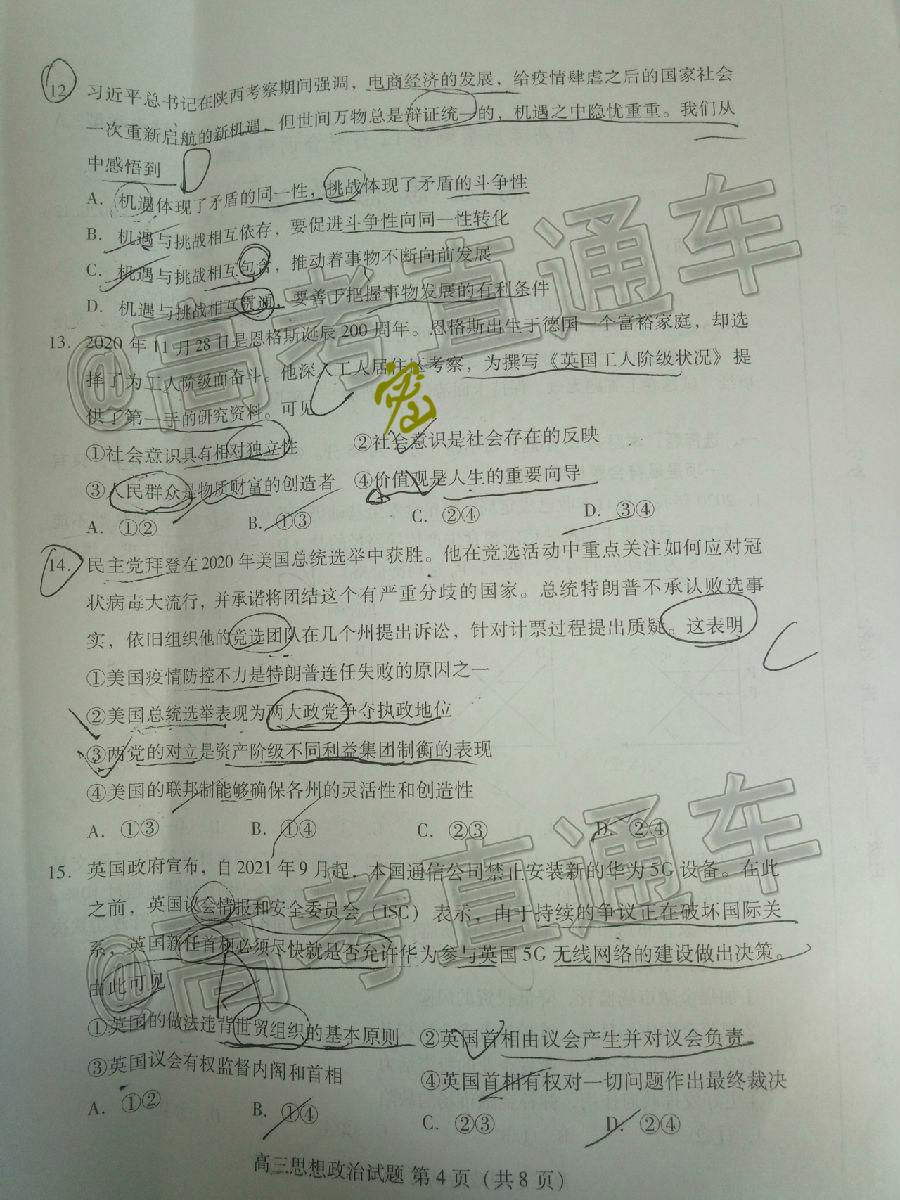 12 习近平总书记在陕西考察期间强调，电商经济的发展，给疫情肆虐之后的国家社会
一次重新启航的新机遇，但世间万物总是辩证统一的，机遇之中隐忧重重。我们从
中感悟到 D
A. 机遇体现了矛盾的同一性，挑战体现了矛盾的斗争性
B. 机遇与挑战相互依存，要促进斗争性向同一性转化
C. 机遇与挑战相互包含，推动着事物不断向前发展
D. 机遇与挑战相互贯通，要善于把握事物发展的有利条件
13. 2020年11月28日是恩格斯诞辰200周年。恩格斯出生于德国一个富裕家庭，却选
择了为工人阶级而奋斗。他深入工人居住区考察，为撰写《英国工人阶级状况》提
供了第一手的研究资料。可见
①社会意识具有相对独立性 ②社会意识是社会存在的反映
③人民群众是物质财富的创造者 ④价值观是人生的重要向导
A. ①② B. ①③ C. ②④ D. ③④
14. 民主党拜登在2020年美国总统选举中获胜。他在竞选活动中重点关注如何应对冠
状病毒大流行，并承诺将团结这个有严重分歧的国家。总统特朗普不承认败选事
实，依旧组织他的竞选团队在几个州提出诉讼，针对计票过程提出质疑。这表明
C
①美国疫情防控不力是特朗普连任失败的原因之一
②美国总统选举表现为两大政党争夺执政地位
③两党的对立是资产阶级不同利益集团制衡的表现
④美国的联邦制能够确保各州的灵活性和创造性
A. ①③ B. ①④ C. ②③ D. ②④
15. 英国政府宣布，自2021年9月起，本国通信公司禁止安装新的华为5G设备。在此
之前，英国议会情报和安全委员会（ISC）表示，由于持续的争议正在破坏国际关
系，英国新任首相必须尽快就是否允许华为参与英国5G无线网络的建设做出决策。
由此可见
①英国的做法违背世贸组织的基本原则 ②英国首相由议会产生并对议会负责
③英国议会有权监督内阁和首相 ④英国首相有权对一切问题作出最终裁决
A. ①② B. ①④ C. ②③ D. ②④
高三思想政治试题 第4页（共8页）
@高考直通车
@高考直通车